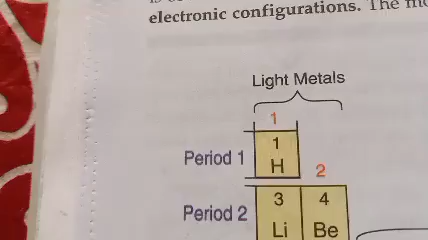 electronic configurations. The
Light Metals
1
1
Period 1 H
2
3 4
Period 2
Li Be